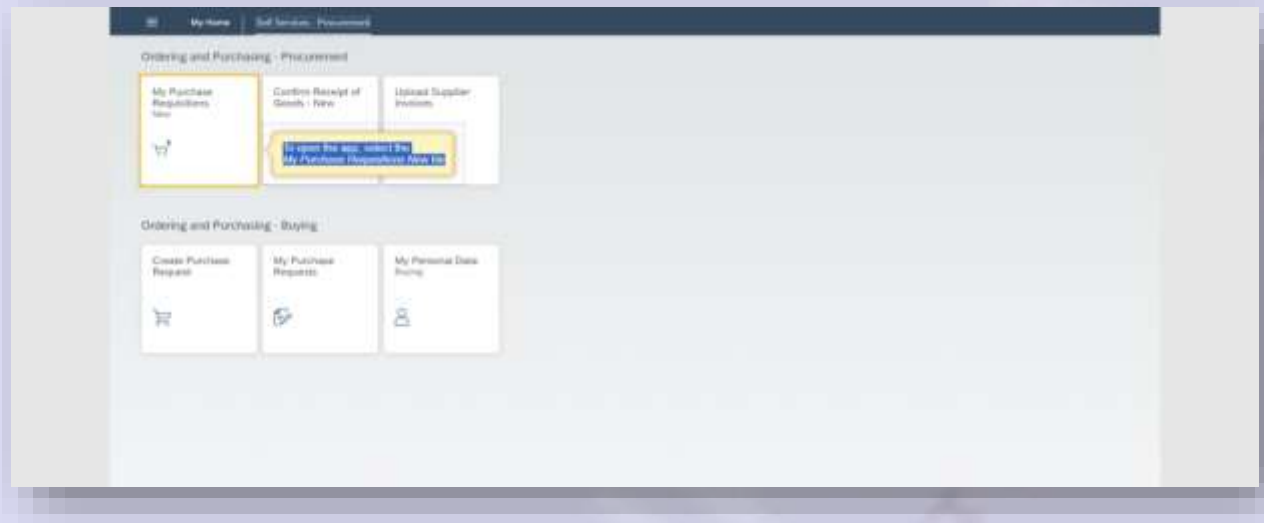 My Home
Self Services - Procurement
Ordering and Purchasing - Procurement
My Purchase
Requisitions
New
Confirm Receipt of
Goods - New
Upload Supplier
Invoices
To open the app, select the
My Purchase Requisitions New tile
Ordering and Purchasing - Buying
Create Purchase
Request
My Purchase
Requests
My Personal Data
Buying